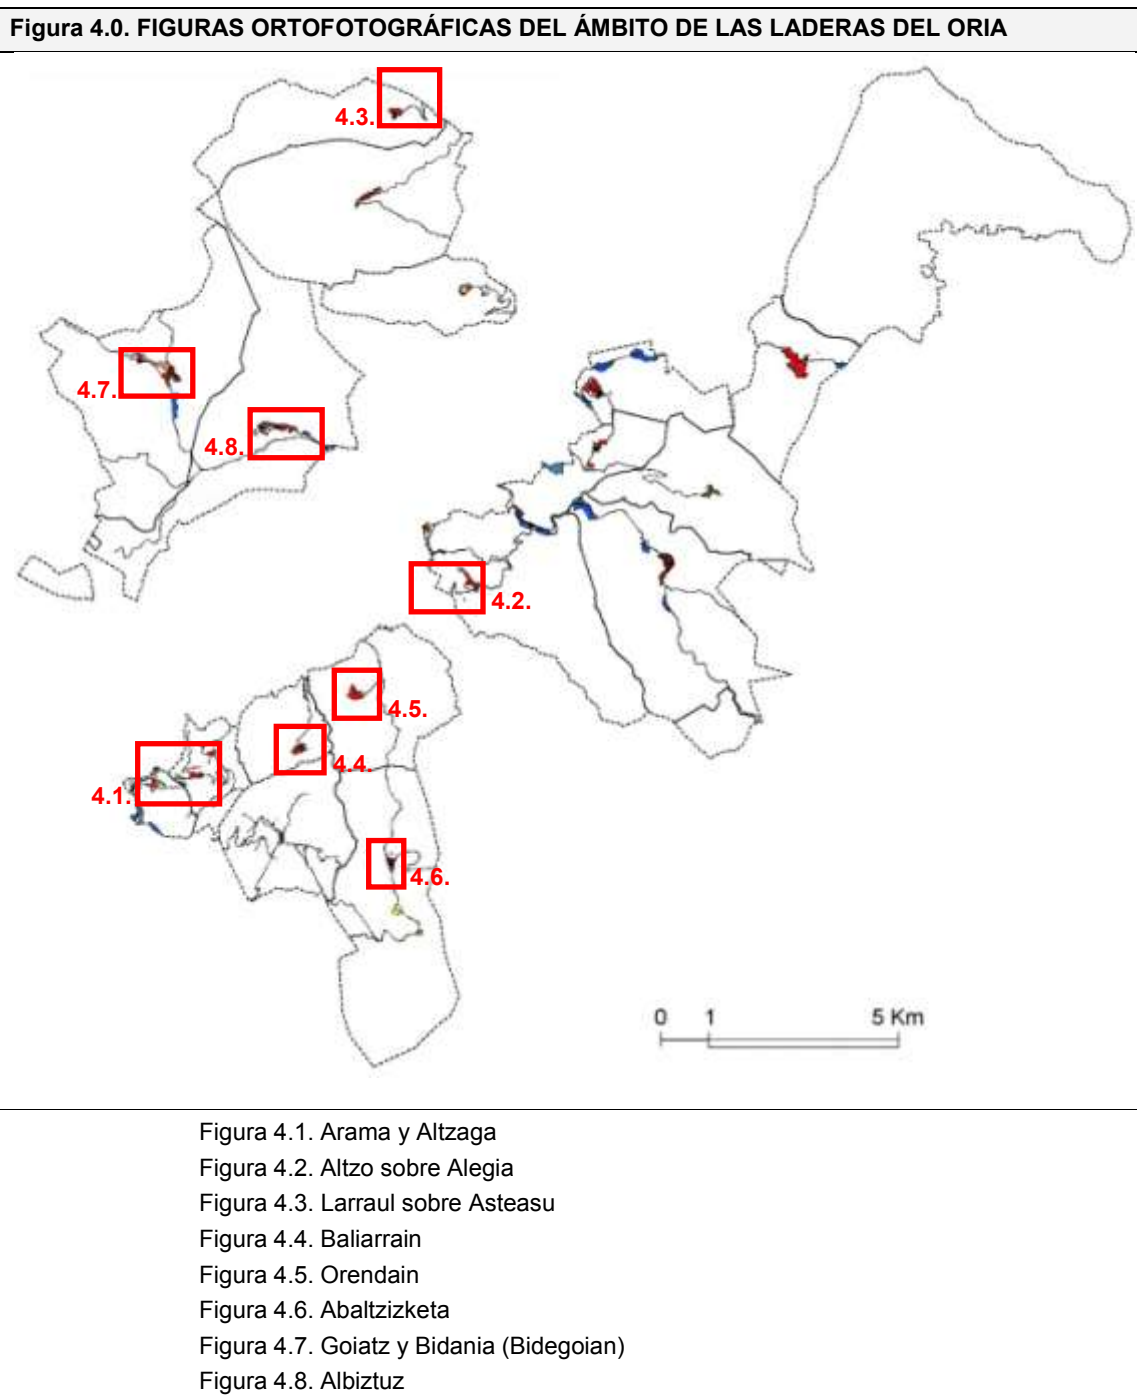 Figura 4.0. FIGURAS ORTOFOTOGRÁFICAS DEL ÁMBITO DE LAS LADERAS DEL ORIA
4.3.
4.7.
4.8.
4.2.
4.5.
4.4.
4.1.
4.6.
0 1 5 Km
Figura 4.1. Arama y Altzaga
Figura 4.2. Altzo sobre Alegia
Figura 4.3. Larraul sobre Asteasu
Figura 4.4. Baliarrain
Figura 4.5. Orendain
Figura 4.6. Abaltzizketa
Figura 4.7. Goiatz y Bidania (Bidegoian)
Figura 4.8. Albiztuz